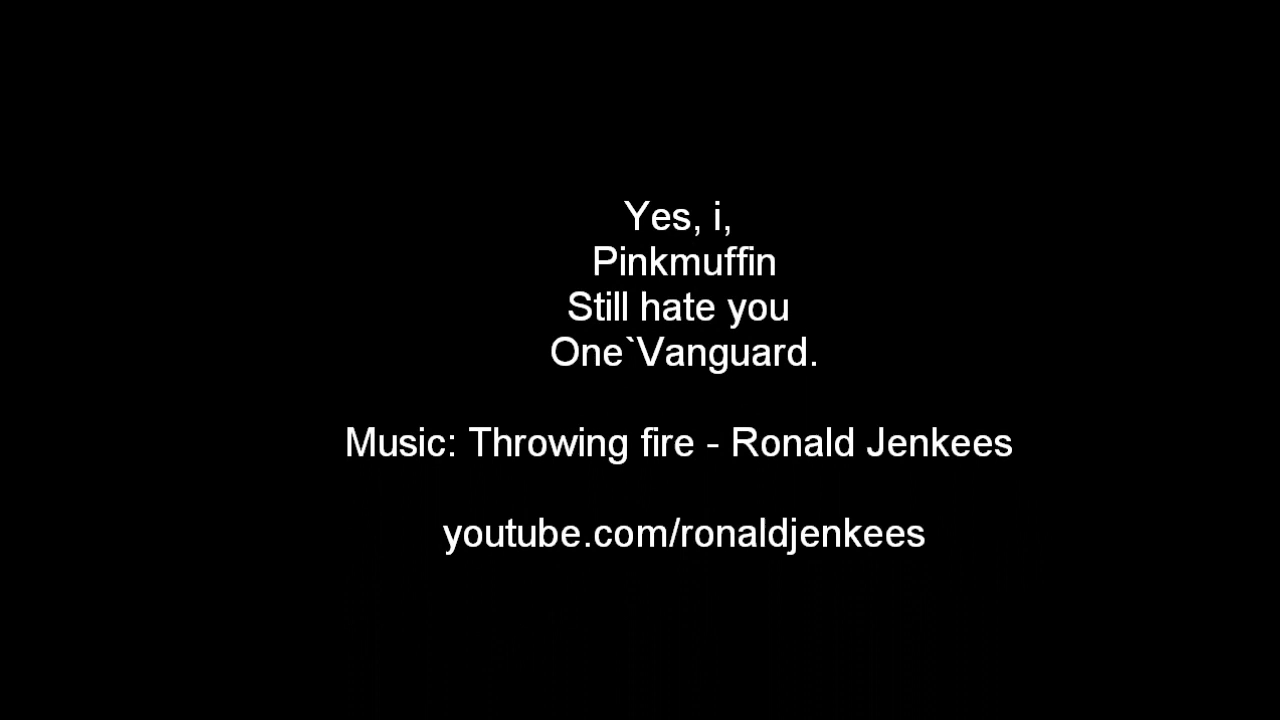 Yes, i,
Pinkmuffin
Still hate you
One`Vanguard.
Music: Throwing fire - Ronald Jenkees
youtube.com/ronaldjenkees